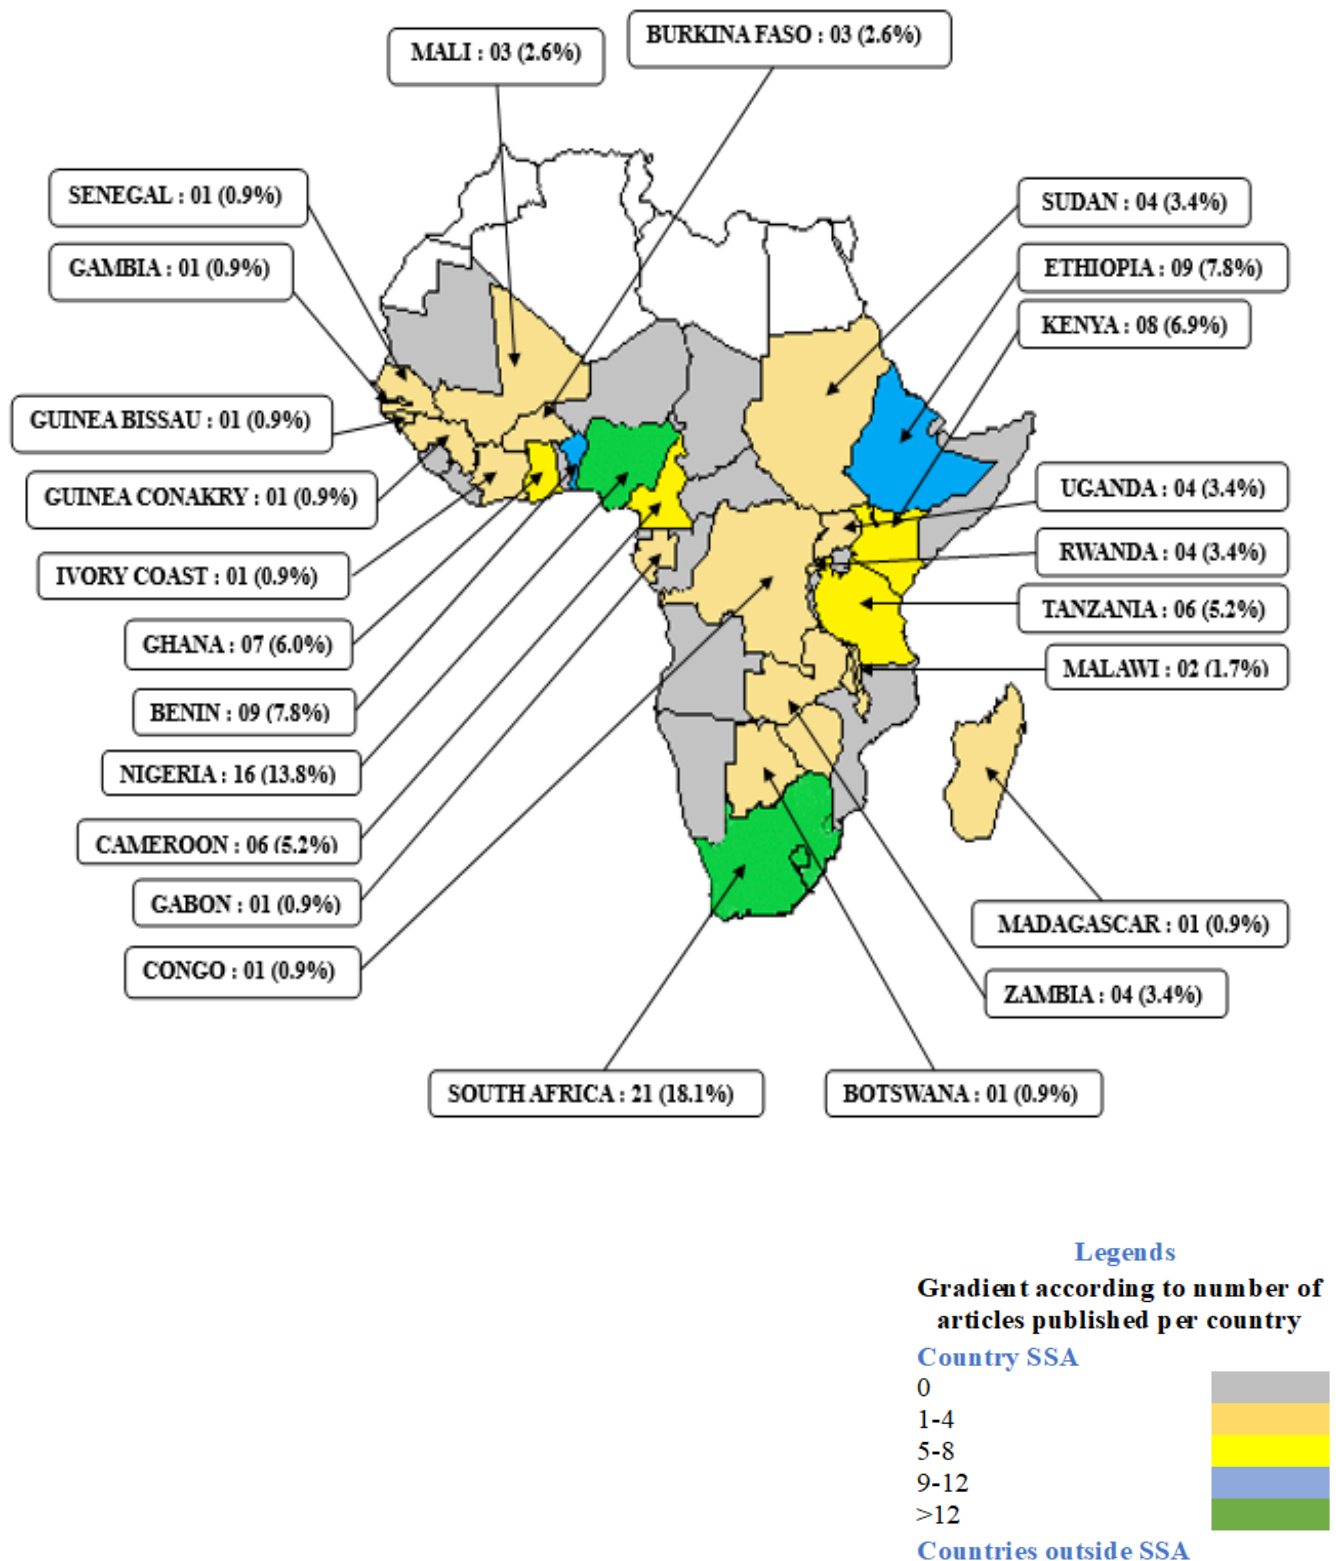 BURKINA FASO : 03 (2.6%)
MALI : 03 (2.6%)
SENEGAL : 01 (0.9%)
SUDAN : 04 (3.4%)
GAMBIA : 01 (0.9%)
ETHIOPIA : 09 (7.8%)
KENYA : 08 (6.9%)
GUINEA BISSAU : 01 (0.9%)
GUINEA CONAKRY : 01 (0.9%)
UGANDA : 04 (3.4%)
RWANDA : 04 (3.4%)
IVORY COAST : 01 (0.9%)
TANZANIA : 06 (5.2%)
GHANA : 07 (6.0%)
MALAWI : 02 (1.7%)
BENIN : 09 (7.8%)
NIGERIA : 16 (13.8%)
CAMEROON : 06 (5.2%)
GABON : 01 (0.9%)
MADAGASCAR : 01 (0.9%)
CONGO : 01 (0.9%)
ZAMBIA : 04 (3.4%)
SOUTH AFRICA : 21 (18.1%)
BOTSWANA : 01 (0.9%)
Legends
Gradient according to number of
articles published per country
Country SSA
0
1-4
5-8
9-12
>12
Countries outside SSA